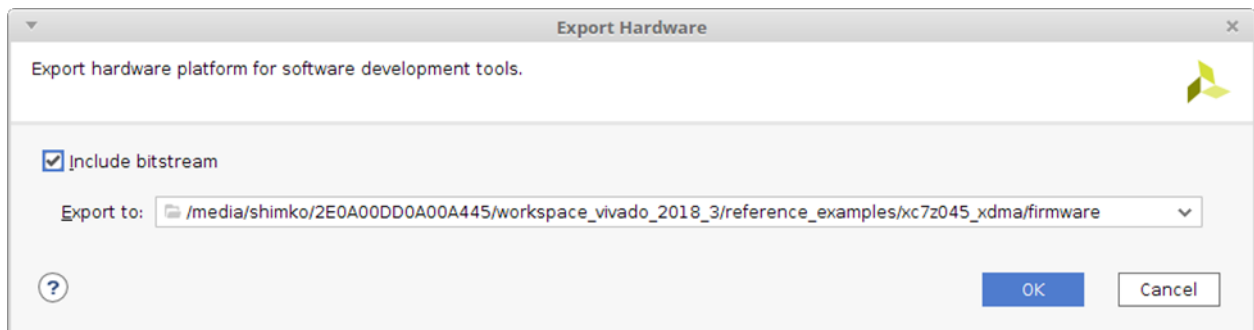 Export Hardware
Export hardware platform for software development tools.
Include bitstream
Export to: /media/shimko/2E0A00DD0A00A445/workspace_vivado_2018_3/reference_examples/xc7z045_xdma/firmware
? OK Cancel